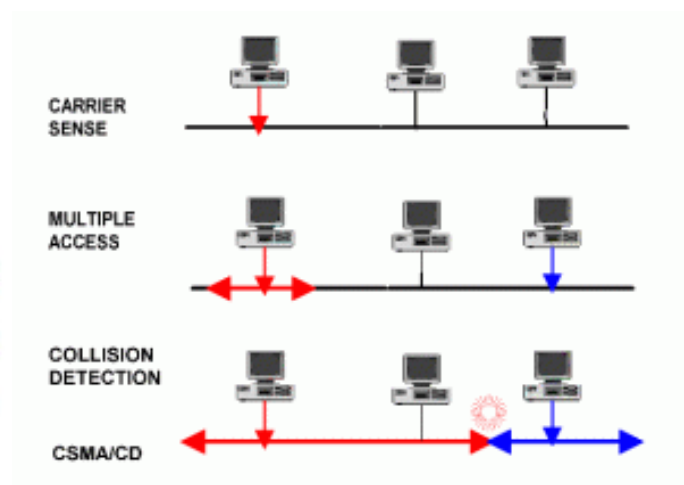 CARRIER
SENSE
MULTIPLE
ACCESS
COLLISION
DETECTION
CSMA/CD